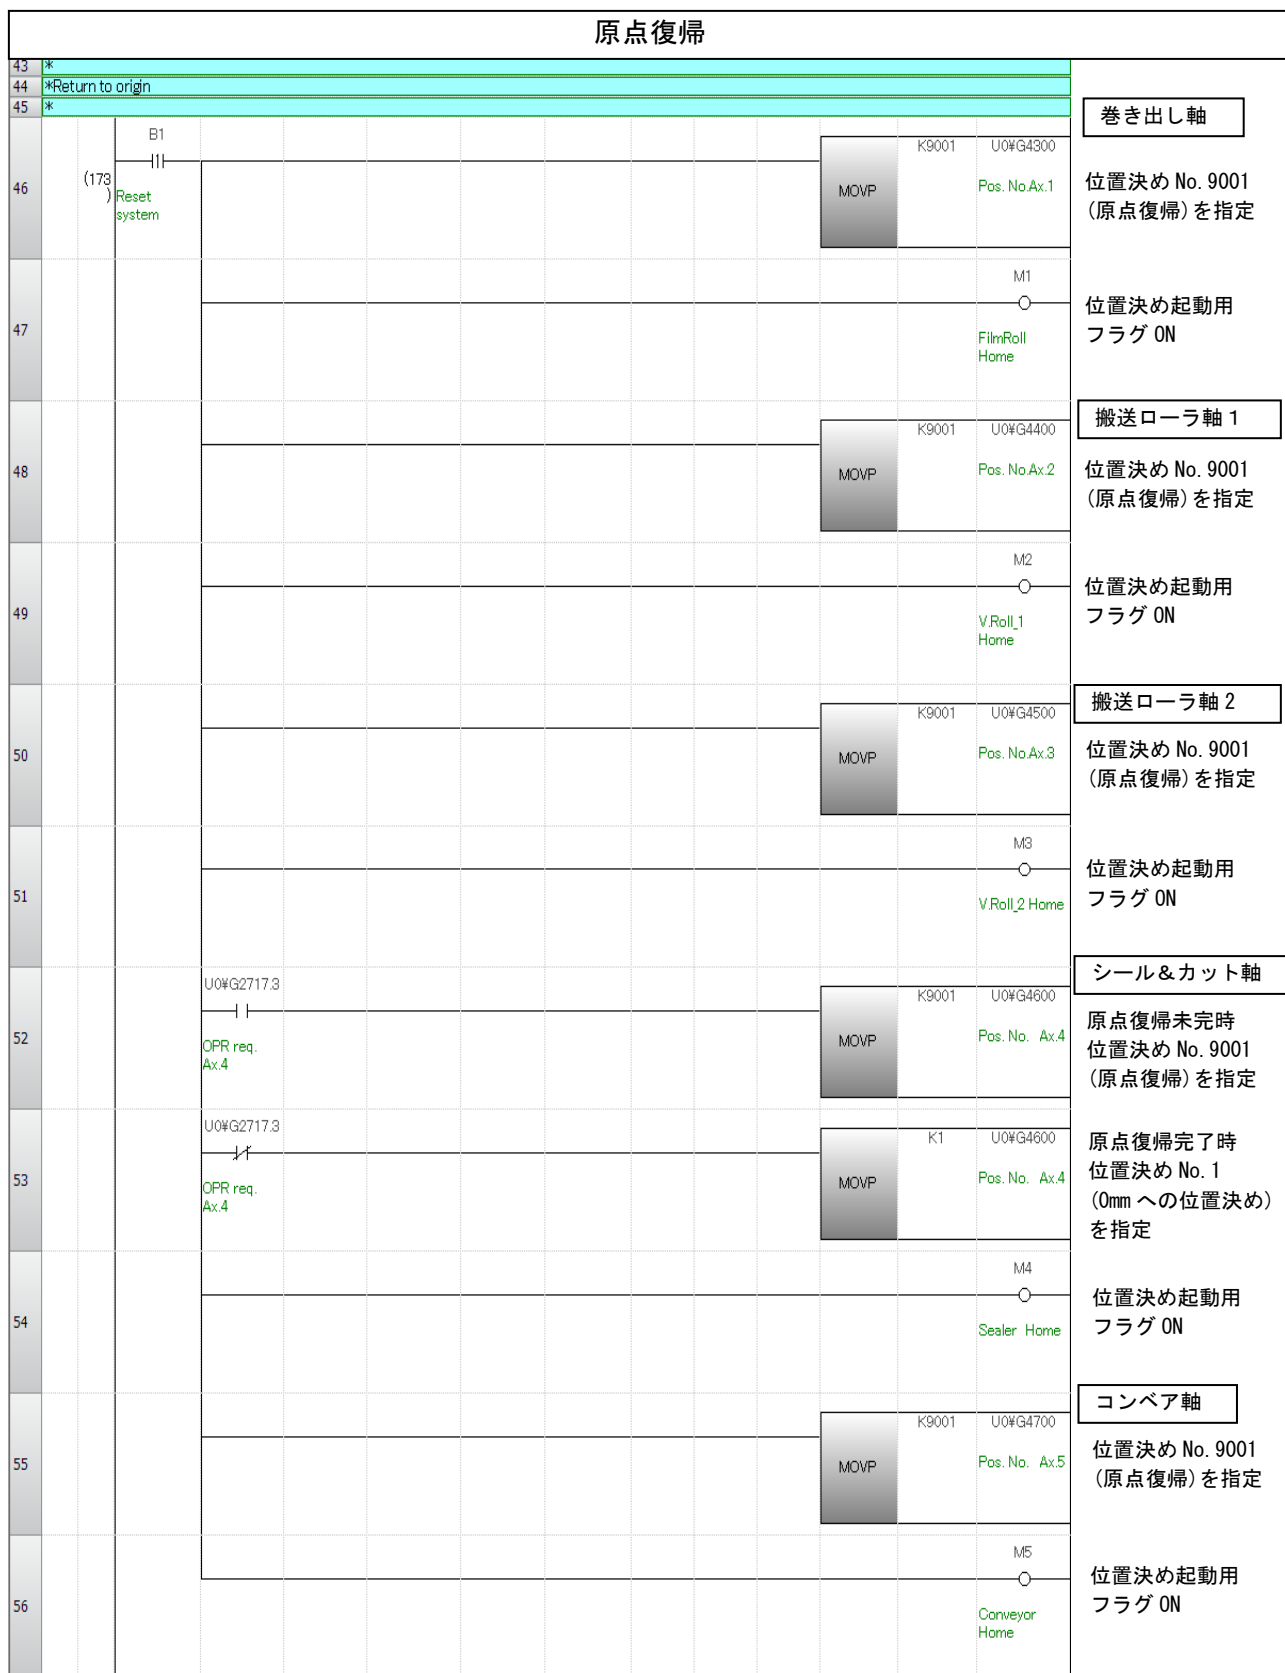 原点復帰
43 *
44 *Return to origin
45 *
巻き出し軸
B1
46 (173) Reset system
MOVP K9001 U0¥G4300
Pos. No.Ax.1
位置決め No. 9001
(原点復帰)を指定
47
M1
FilmRoll
Home
位置決め起動用
フラグ ON
搬送ローラ軸 1
48
MOVP K9001 U0¥G4400
Pos. No.Ax.2
位置決め No. 9001
(原点復帰)を指定
49
M2
V.Roll_1
Home
位置決め起動用
フラグ ON
搬送ローラ軸 2
50
MOVP K9001 U0¥G4500
Pos. No.Ax.3
位置決め No. 9001
(原点復帰)を指定
51
M3
V.Roll_2 Home
位置決め起動用
フラグ ON
シール＆カット軸
52
U0¥G2717.3
OPR req.
Ax.4
MOVP K9001 U0¥G4600
Pos. No. Ax.4
原点復帰未完時
位置決め No. 9001
(原点復帰)を指定
53
U0¥G2717.3
OPR req.
Ax.4
MOVP K1 U0¥G4600
Pos. No. Ax.4
原点復帰完了時
位置決め No. 1
(0mm への位置決め)
を指定
54
M4
Sealer Home
位置決め起動用
フラグ ON
コンベア軸
55
MOVP K9001 U0¥G4700
Pos. No. Ax.5
位置決め No. 9001
(原点復帰)を指定
56
M5
Conveyor
Home
位置決め起動用
フラグ ON